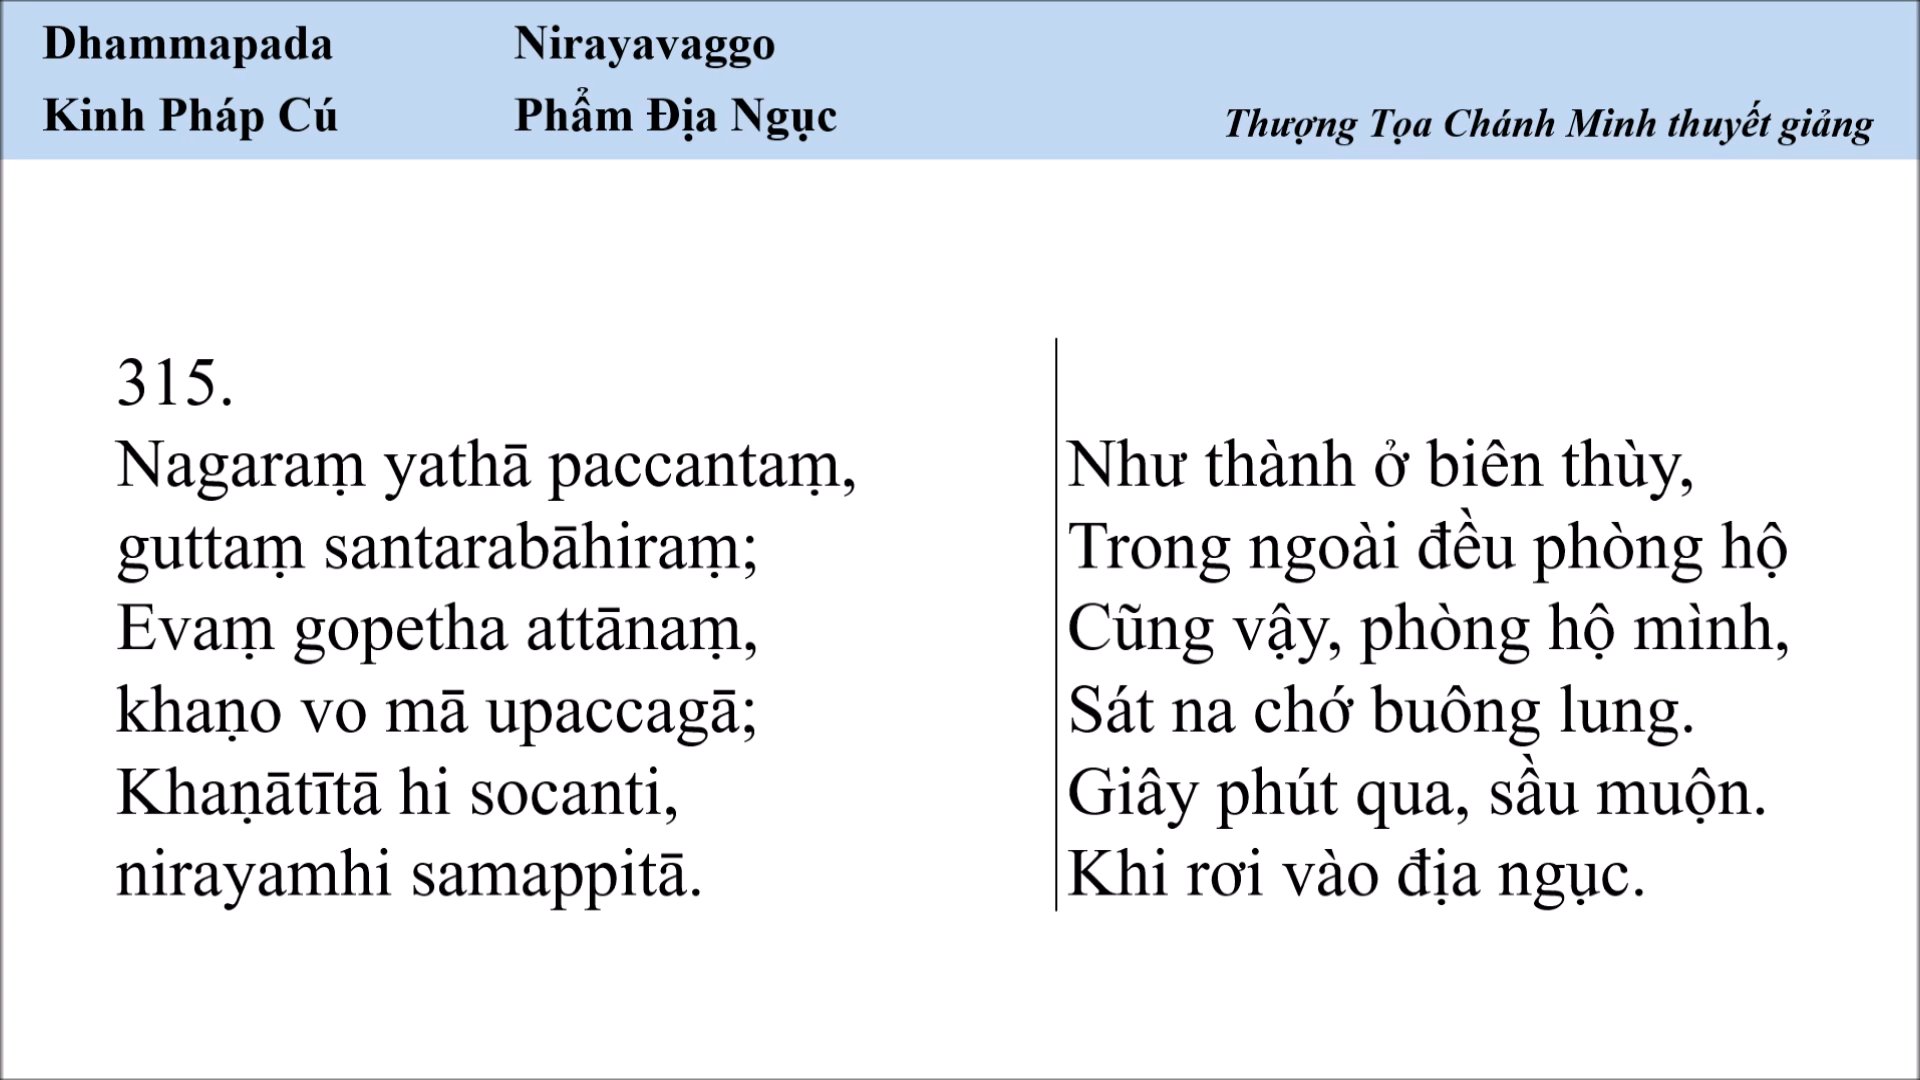 Dhammapada
Nirayavaggo
Kinh Pháp Cú
Phẩm Địa Ngục
Thượng Tọa Chánh Minh thuyết giảng
315.
Nagaraṃ yathā paccantaṃ,
guttaṃ santarabāhiraṃ;
Evaṃ gopetha attānaṃ,
khaṇo vo mā upaccagā;
Khaṇātītā hi socanti,
nirayamhi samappitā.
Như thành ở biên thùy,
Trong ngoài đều phòng hộ
Cũng vậy, phòng hộ mình,
Sát na chớ buông lung.
Giây phút qua, sầu muộn.
Khi rơi vào địa ngục.